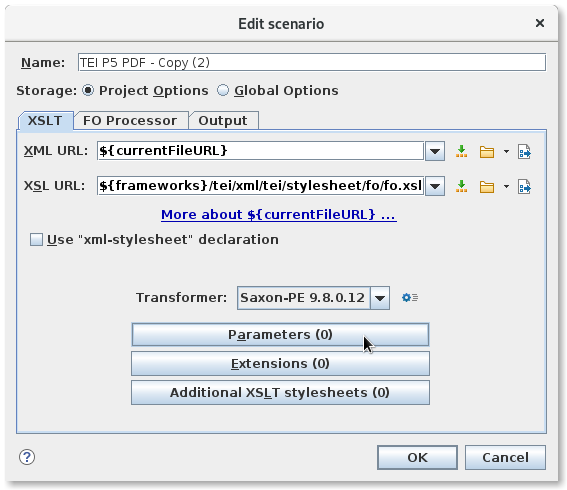 Edit scenario ×
Name: TEI P5 PDF - Copy (2)
Storage: Project Options Global Options
XSLT FO Processor Output
XML URL: ${currentFileURL}
XSL URL: ${frameworks}/tei/xml/tei/stylesheet/fo/fo.xsl
More about ${currentFileURL} ...
Use "xml-stylesheet" declaration
Transformer: Saxon-PE 9.8.0.12
Parameters (0)
Extensions (0)
Additional XSLT stylesheets (0)
? OK Cancel